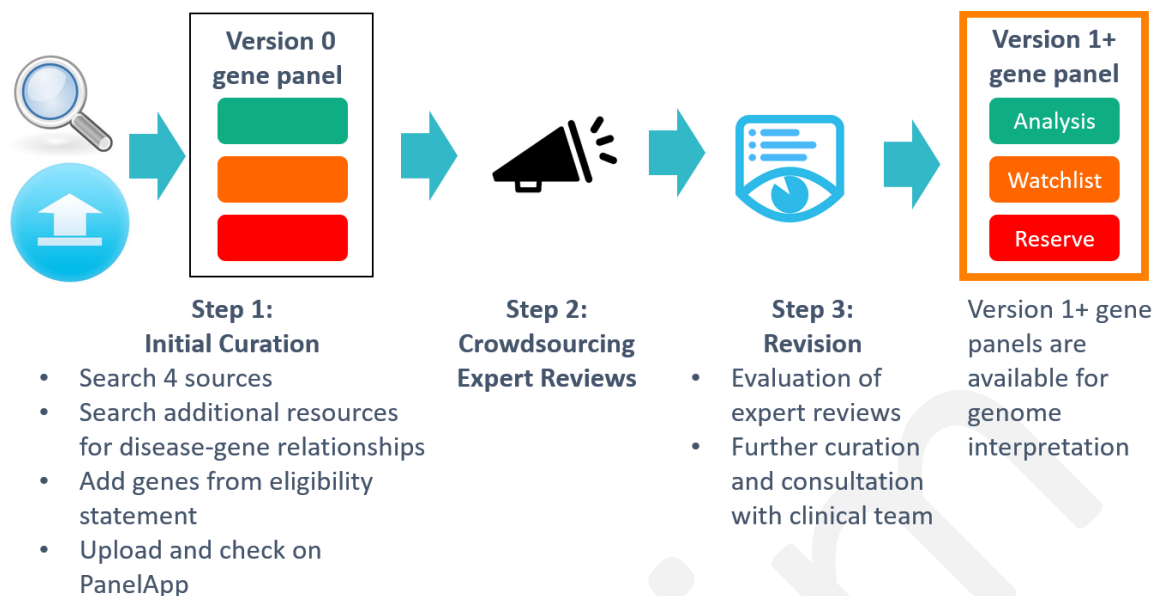 Version 0
gene panel
Version 1+
gene panel
Analysis
Watchlist
Reserve
Step 1:
Initial Curation
• Search 4 sources
• Search additional resources
for disease-gene relationships
• Add genes from eligibility
statement
• Upload and check on
PanelApp
Step 2:
Crowdsourcing
Expert Reviews
Step 3:
Revision
• Evaluation of
expert reviews
• Further curation
and consultation
with clinical team
Version 1+ gene
panels are
available for
genome
interpretation